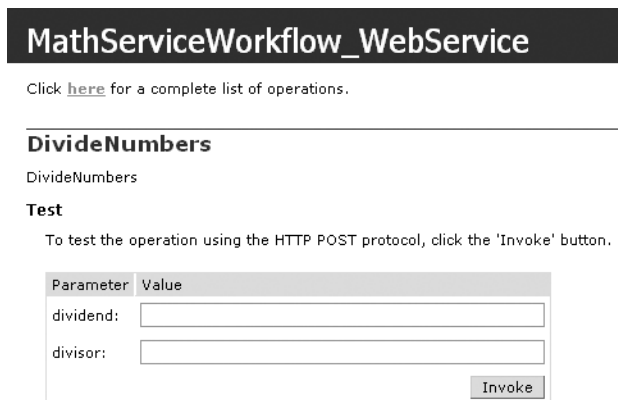 MathServiceWorkflow_WebService
Click here for a complete list of operations.
DivideNumbers
DivideNumbers
Test
To test the operation using the HTTP POST protocol, click the 'Invoke' button.
Parameter Value
dividend:
divisor:
Invoke